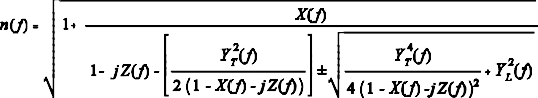 n(f) = √(1 + X(f) / (1 - jZ(f) - [Y_T^2(f) / (2 (1 - X(f) - jZ(f)))] ± √(Y_T^4(f) / (4 (1 - X(f) - jZ(f))^2) + Y_L^2(f))))